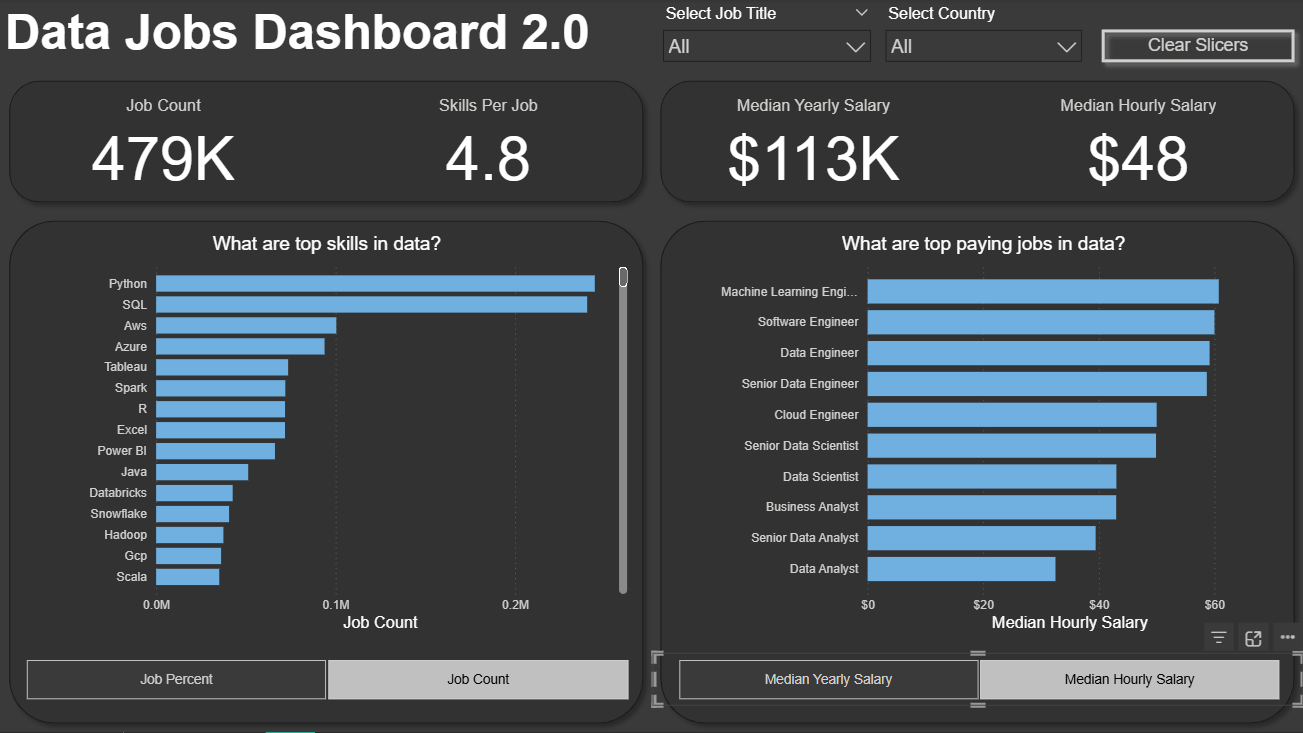 Data Jobs Dashboard 2.0
Select Job Title
All
Select Country
All
Clear Slicers
Job Count
479K
Skills Per Job
4.8
Median Yearly Salary
$113K
Median Hourly Salary
$48
What are top skills in data?
Python
SQL
Aws
Azure
Tableau
Spark
R
Excel
Power BI
Java
Databricks
Snowflake
Hadoop
Gcp
Scala
0.0M 0.1M 0.2M
Job Count
Job Percent
Job Count
What are top paying jobs in data?
Machine Learning Engi...
Software Engineer
Data Engineer
Senior Data Engineer
Cloud Engineer
Senior Data Scientist
Data Scientist
Business Analyst
Senior Data Analyst
Data Analyst
$0 $20 $40 $60
Median Hourly Salary
Median Yearly Salary
Median Hourly Salary